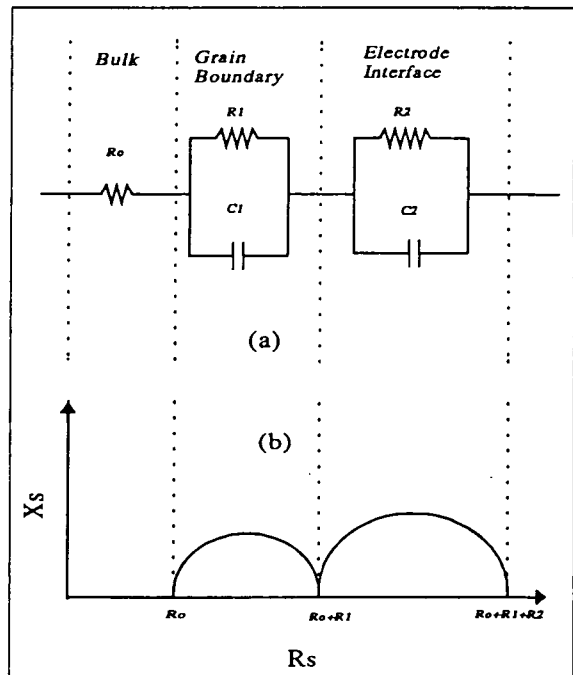 Bulk
Grain
Boundary
Electrode
Interface
Ro
R1
R2
C1
C2
(a)
(b)
Xs
Ro
Ro+R1
Ro+R1+R2
Rs